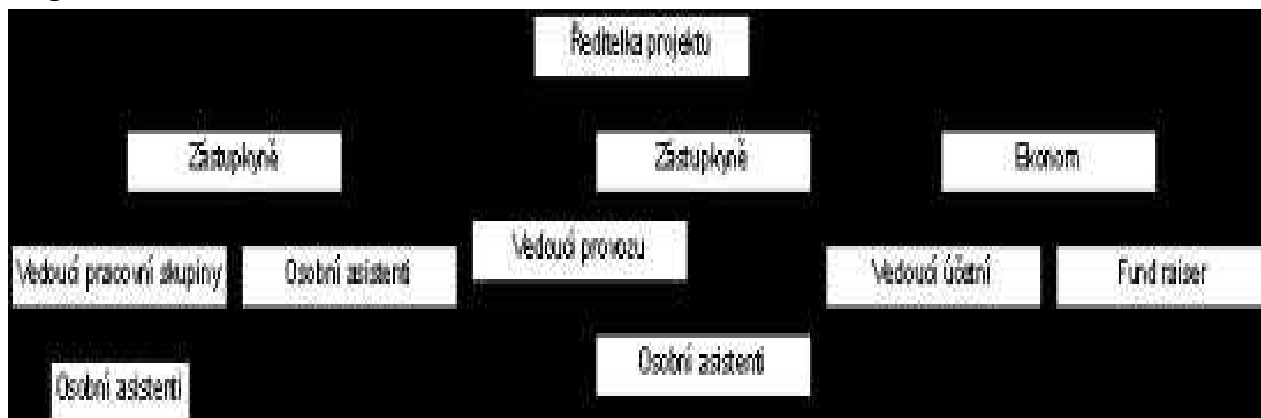 Ředitelka projektu
Zástupkyně
Zástupkyně
Ekonom
Vedoucí pracovní skupiny
Osobní asistenti
Vedoucí provozu
Vedoucí účetní
Fund raiser
Osobní asistenti
Osobní asistenti